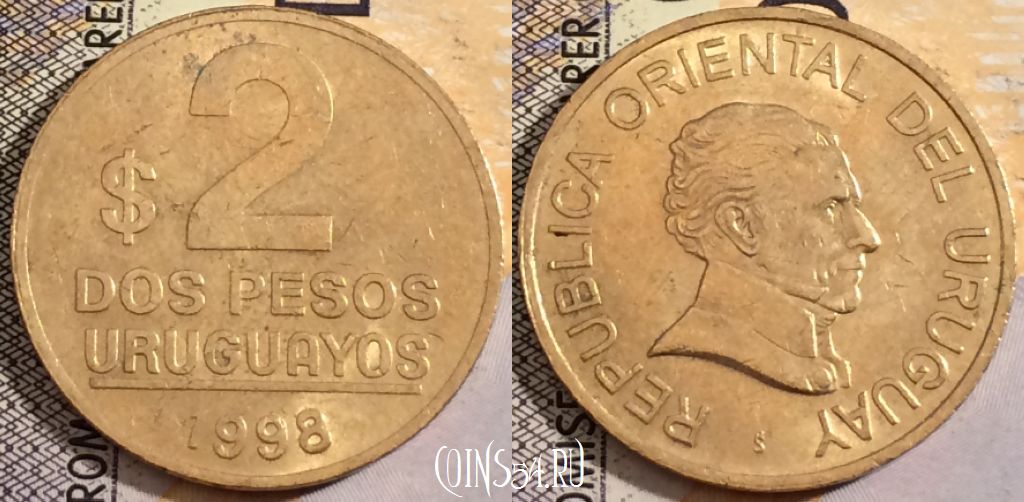 $ 2
DOS PESOS
URUGUAYOS
1998
REPUBLICA ORIENTAL DEL URUGUAY
S
COINS54.RU